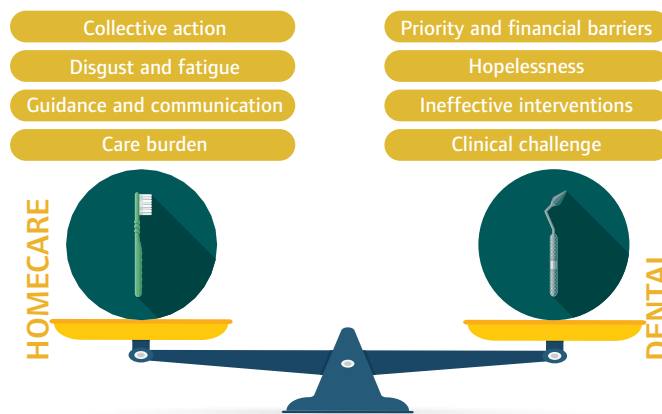 Collective action
Disgust and fatigue
Guidance and communication
Care burden
Priority and financial barriers
Hopelessness
Ineffective interventions
Clinical challenge
HOMECARE
DENTAL